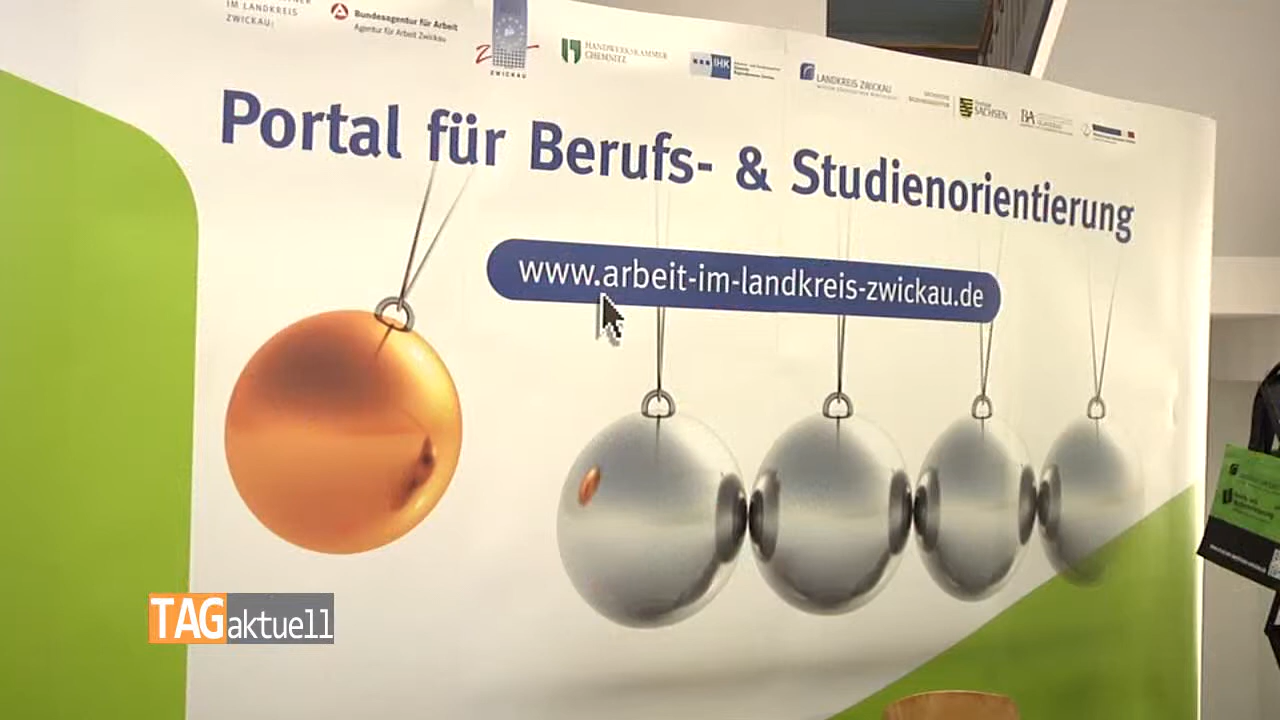 IM LANDKREIS
ZWICKAU:
Bundesagentur für Arbeit
Agentur für Arbeit Zwickau
ZWICKAU
HANDWERKSKAMMER
CHEMNITZ
IHK
LANDKREIS ZWICKAU
SACHSEN
BA
Portal für Berufs- & Studienorientierung
www.arbeit-im-landkreis-zwickau.de
TAGaktuell